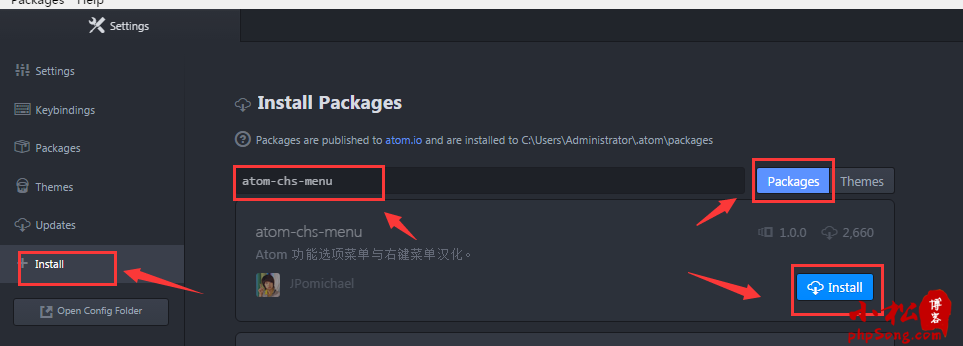 Packages Help
Settings
Settings
Keybindings
Packages
Themes
Updates
+ Install
Open Config Folder
Install Packages
? Packages are published to atom.io and are installed to C:\Users\Administrator\.atom\packages
atom-chs-menu
Packages Themes
atom-chs-menu
1.0.0 2,660
Atom 功能选项菜单与右键菜单汉化。
JPomichael
Install
小松博客
phpSong.com